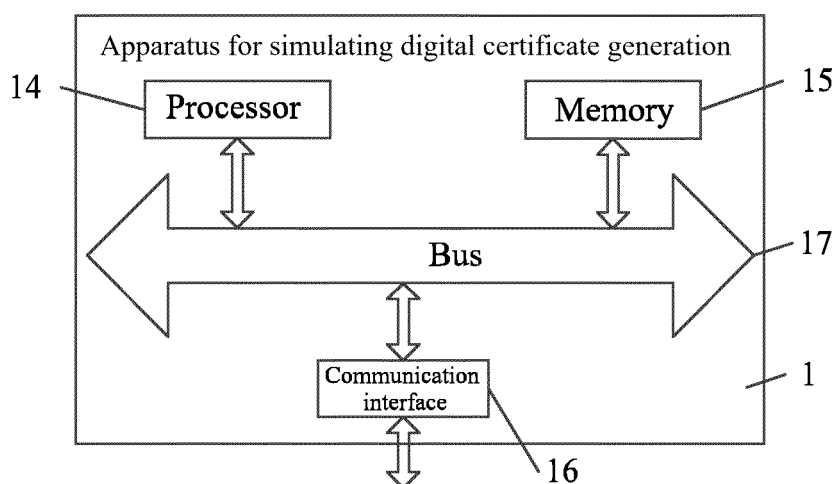 Apparatus for simulating digital certificate generation
14
Processor
Memory
15
Bus
17
Communication
interface
1
16